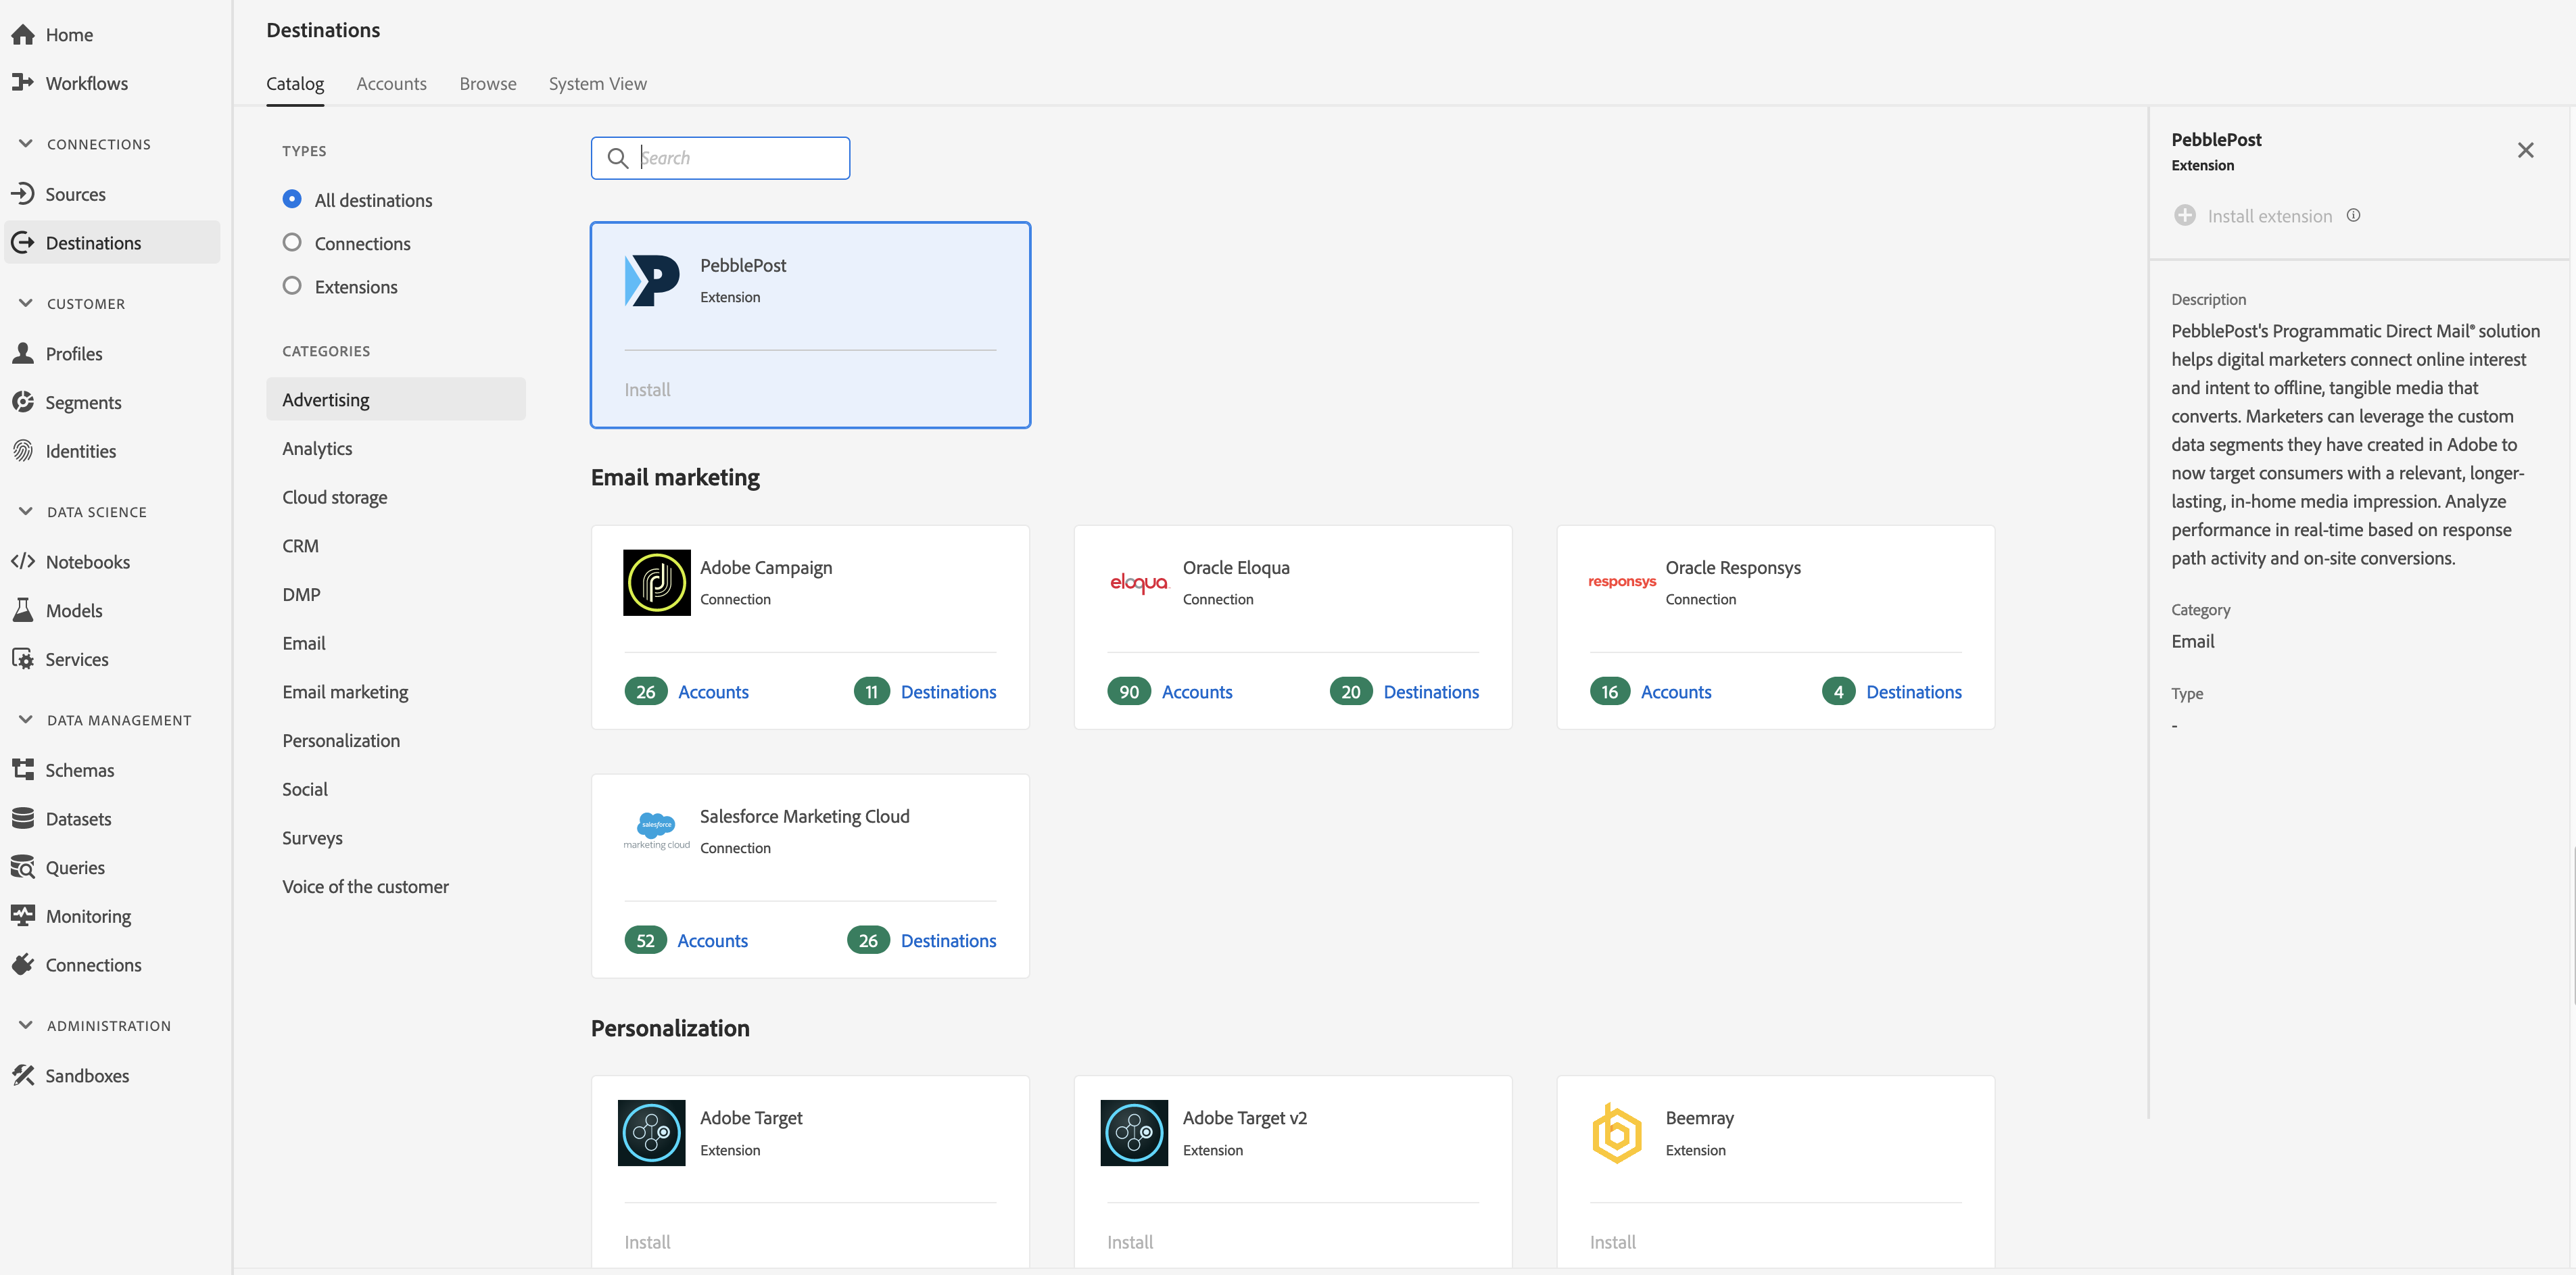 Home
Workflows
CONNECTIONS
Sources
Destinations
CUSTOMER
Profiles
Segments
Identities
DATA SCIENCE
Notebooks
Models
Services
DATA MANAGEMENT
Schemas
Datasets
Queries
Monitoring
Connections
ADMINISTRATION
Sandboxes
Destinations
Catalog Accounts Browse System View
TYPES
All destinations
Connections
Extensions
CATEGORIES
Advertising
Analytics
Cloud storage
CRM
DMP
Email
Email marketing
Personalization
Social
Surveys
Voice of the customer
Search
PebblePost
Extension
Install
Email marketing
Adobe Campaign
Connection
26 Accounts 11 Destinations
eloqua
Oracle Eloqua
Connection
90 Accounts 20 Destinations
responsys
Oracle Responsys
Connection
16 Accounts 4 Destinations
salesforce
marketing cloud
Salesforce Marketing Cloud
Connection
52 Accounts 26 Destinations
Personalization
Adobe Target
Extension
Install
Adobe Target v2
Extension
Install
Beemray
Extension
Install
PebblePost
Extension
Install extension
Description
PebblePost's Programmatic Direct Mail® solution
helps digital marketers connect online interest
and intent to offline, tangible media that
converts. Marketers can leverage the custom
data segments they have created in Adobe to
now target consumers with a relevant, longer-
lasting, in-home media impression. Analyze
performance in real-time based on response
path activity and on-site conversions.
Category
Email
Type
-